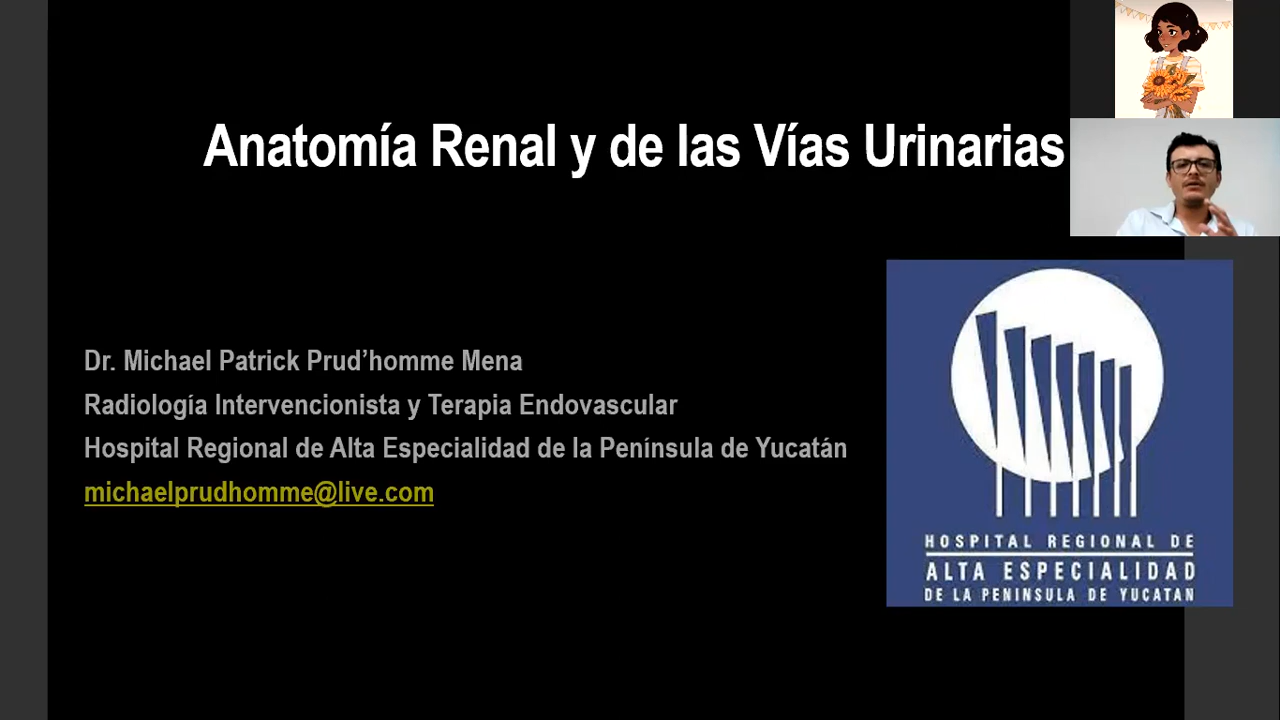 Anatomía Renal y de las Vías Urinarias
Dr. Michael Patrick Prud’homme Mena
Radiología Intervencionista y Terapia Endovascular
Hospital Regional de Alta Especialidad de la Península de Yucatán
michaelprudhomme@live.com
HOSPITAL REGIONAL DE
ALTA ESPECIALIDAD
DE LA PENINSULA DE YUCATAN